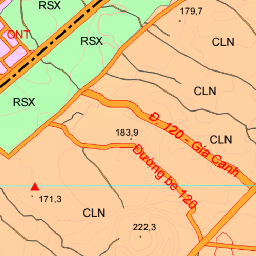 RSX
179,7
ONT
RSX
CLN
RSX
CLN
Đ. 120 - Gia Canh
183,9
CLN
Đường bê 120
171,3
CLN
222,3